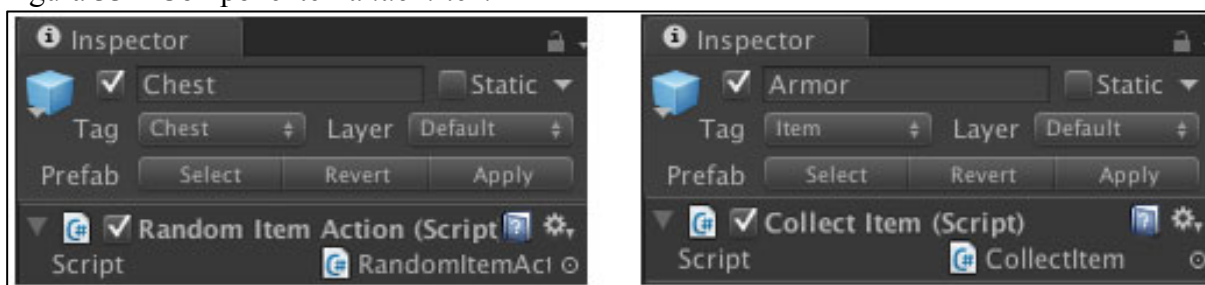 Inspector
Chest Static
Tag Chest Layer Default
Prefab Select Revert Apply
Random Item Action (Script
Script RandomItemAct
Inspector
Armor Static
Tag Item Layer Default
Prefab Select Revert Apply
Collect Item (Script)
Script CollectItem